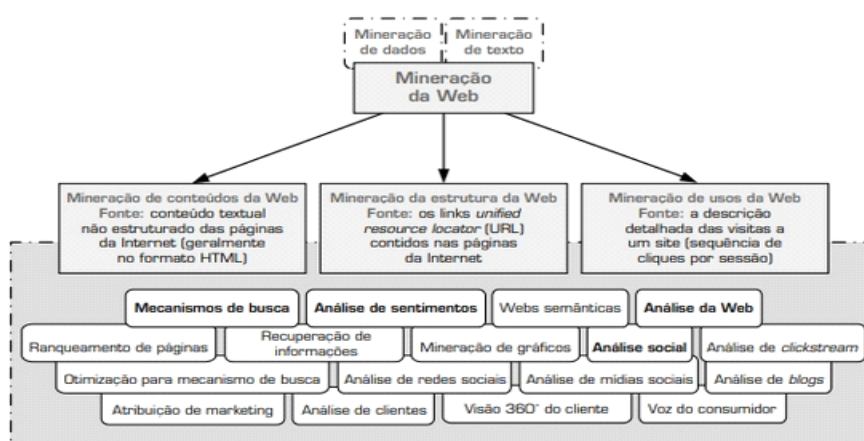 Mineração
de dados
Mineração
de texto
Mineração
da Web
Mineração de conteúdos da Web
Fonte: conteúdo textual
não estruturado das páginas
da Internet (geralmente
no formato HTML)
Mineração da estrutura da Web
Fonte: os links unified
resource locator (URL)
contidos nas páginas
da Internet
Mineração de usos da Web
Fonte: a descrição
detalhada das visitas a
um site (sequência de
cliques por sessão)
Mecanismos de busca
Análise de sentimentos
Webs semânticas
Análise da Web
Ranqueamento de páginas
Recuperação de
informações
Mineração de gráficos
Análise social
Análise de clickstream
Otimização para mecanismo de busca
Análise de redes sociais
Análise de mídias sociais
Análise de blogs
Atribuição de marketing
Análise de clientes
Visão 360° do cliente
Voz do consumidor